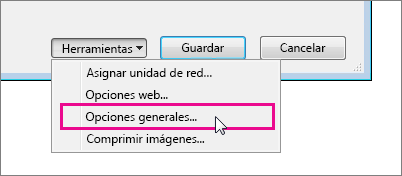 Herramientas Guardar Cancelar
Asignar unidad de red...
Opciones web...
Opciones generales...
Comprimir imágenes...